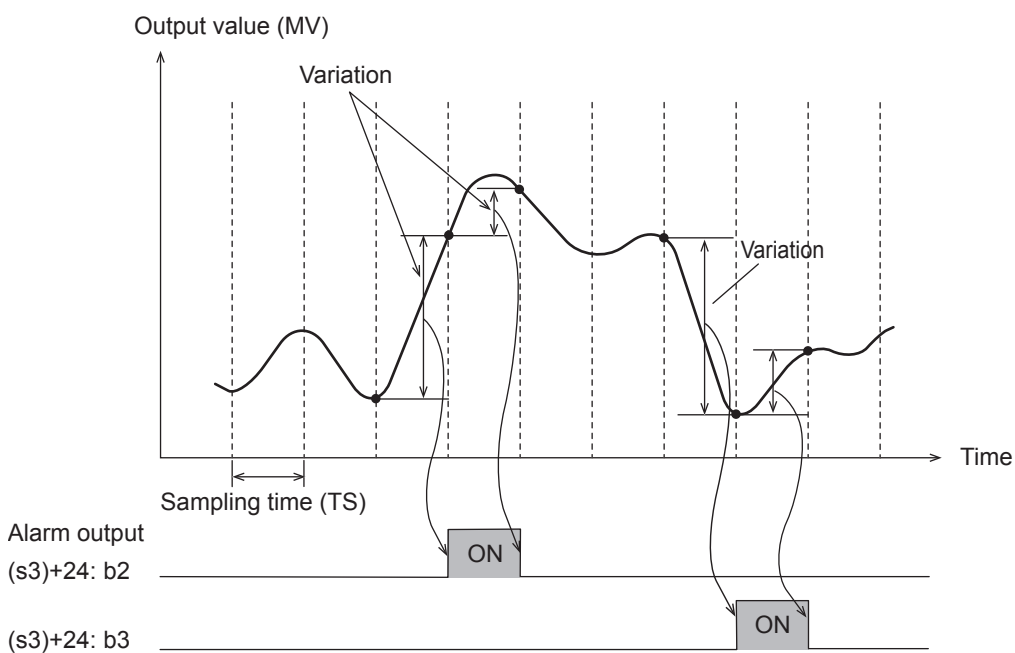 Output value (MV)
Variation
Variation
Time
Sampling time (TS)
Alarm output
(s3)+24: b2
ON
(s3)+24: b3
ON